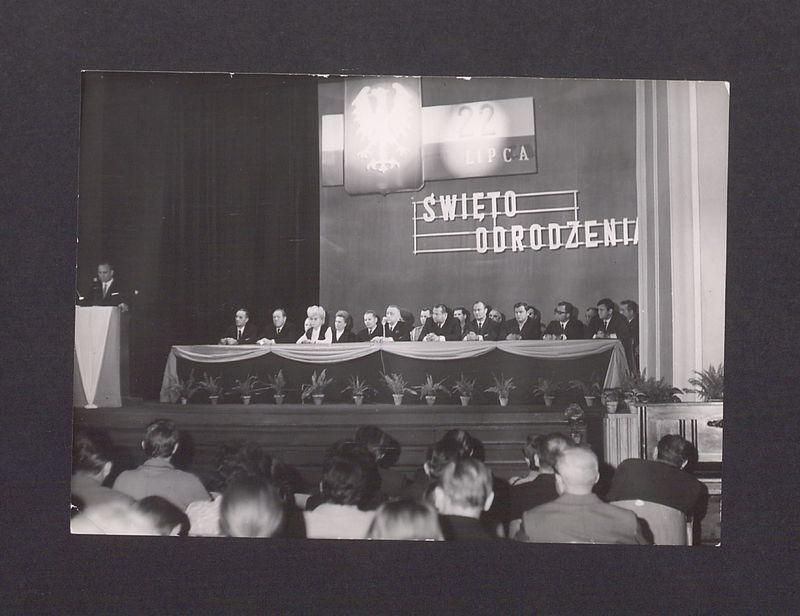 22
LIPCA
ŚWIĘTO
ODRODZENIA